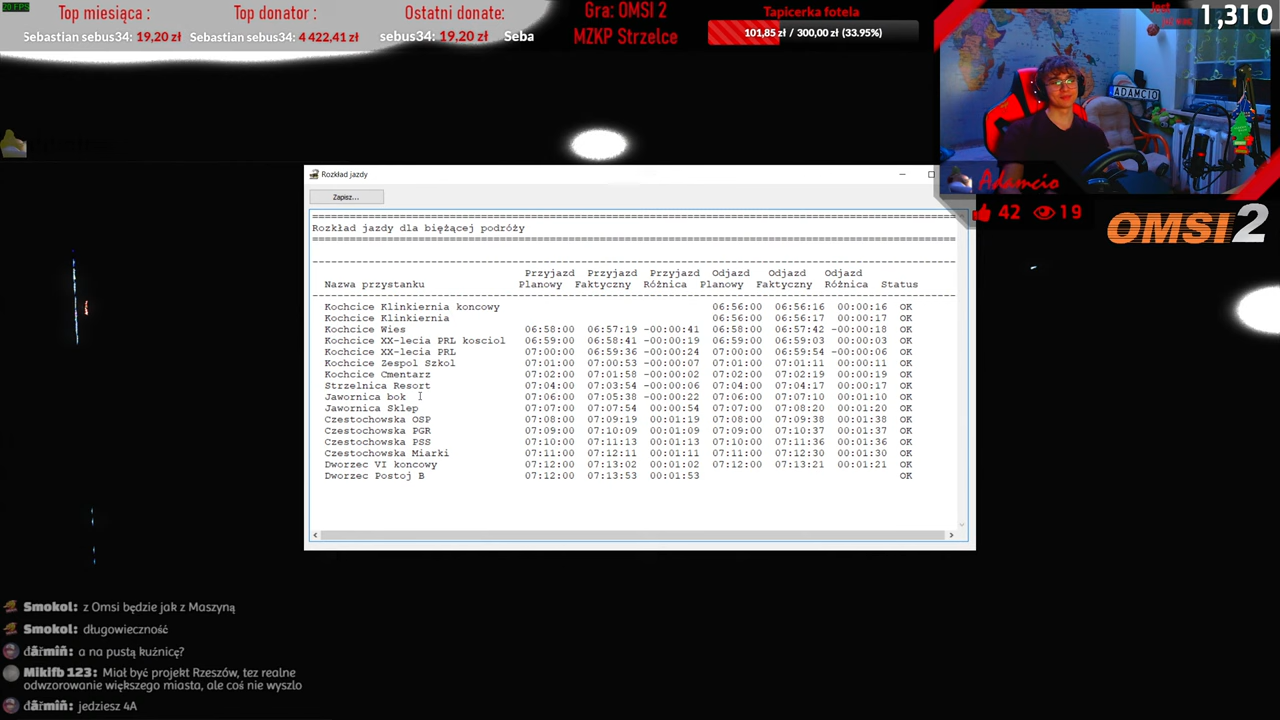 20 FPS
Top miesiąca :
Sebastian sebus34: 19,20 zł
Top donator :
Sebastian sebus34: 4 422,41 zł
Ostatni donate:
sebus34: 19,20 zł Seba
Gra: OMSI 2
MZKP Strzelce
Tapicerka fotela
101,85 zł / 300,00 zł (33.95%)
Jest
1,310
ADAMCIO
Adamcio
42 19
OMSI 2
Rozkład jazdy
Zapisz...
Rozkład jazdy dla biężącej podróży
Przyjazd Przyjazd Przyjazd Odjazd Odjazd Odjazd
Nazwa przystanku Planowy Faktyczny Różnica Planowy Faktyczny Różnica Status
Kochcice Klinkiernia koncowy 06:56:00 06:56:16 00:00:16 OK
Kochcice Klinkiernia 06:56:00 06:56:17 00:00:17 OK
Kochcice Wies 06:58:00 06:57:19 -00:00:41 06:58:00 06:57:42 -00:00:18 OK
Kochcice XX-lecia PRL kosciol 06:59:00 06:58:41 -00:00:19 06:59:00 06:59:03 00:00:03 OK
Kochcice XX-lecia PRL 07:00:00 06:59:36 -00:00:24 07:00:00 06:59:54 -00:00:06 OK
Kochcice Zespol Szkol 07:01:00 07:00:53 -00:00:07 07:01:00 07:01:11 00:00:11 OK
Kochcice Cmentarz 07:02:00 07:01:58 -00:00:02 07:02:00 07:02:19 00:00:19 OK
Strzelnica Resort 07:04:00 07:03:54 -00:00:06 07:04:00 07:04:17 00:00:17 OK
Jawornica bok 07:06:00 07:05:38 -00:00:22 07:06:00 07:07:10 00:01:10 OK
Jawornica Sklep 07:07:00 07:07:54 00:00:54 07:07:00 07:08:20 00:01:20 OK
Czestochowska OSP 07:08:00 07:09:19 00:01:19 07:08:00 07:09:38 00:01:38 OK
Czestochowska PGR 07:09:00 07:10:09 00:01:09 07:09:00 07:10:37 00:01:37 OK
Czestochowska PSS 07:10:00 07:11:13 00:01:13 07:10:00 07:11:36 00:01:36 OK
Czestochowska Miarki 07:11:00 07:12:11 00:01:11 07:11:00 07:12:30 00:01:30 OK
Dworzec VI koncowy 07:12:00 07:13:02 00:01:02 07:12:00 07:13:21 00:01:21 OK
Dworzec Postoj B 07:12:00 07:13:53 00:01:53 OK
Smokol: z Omsi będzie jak z Maszyną
Smokol: długowieczność
a na pustą kuźnicę?
Mikifb 123: Miał być projekt Rzeszów, tez realne
odwzorowanie większego miasta, ale coś nie wyszlo
jedziesz 4A